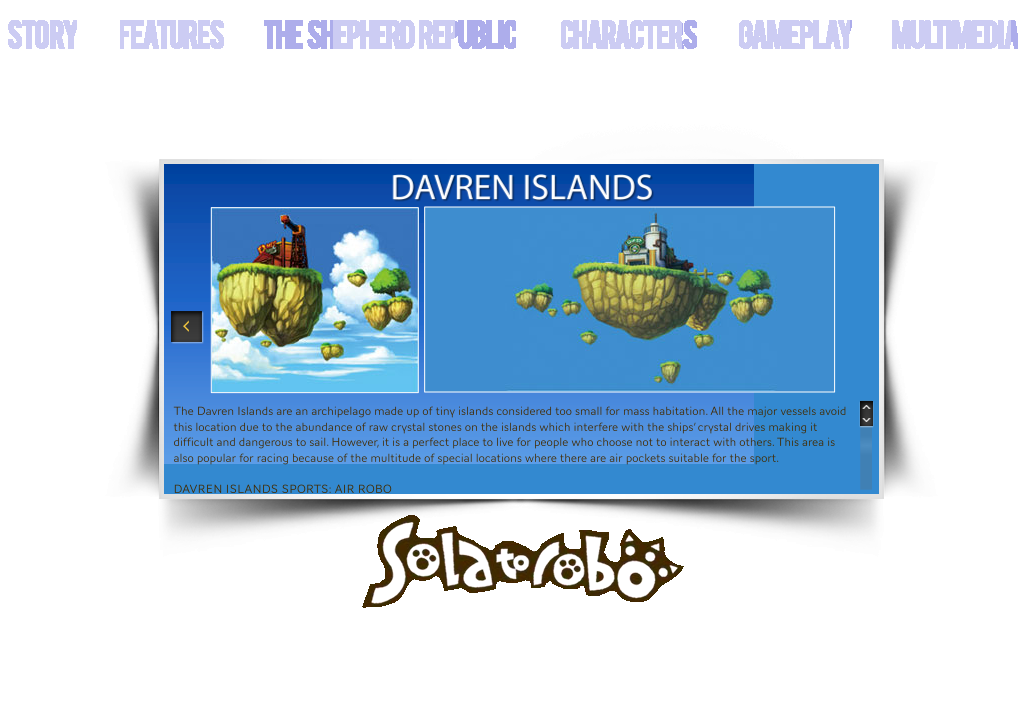 STORY FEATURES THE SHEPHERD REPUBLIC CHARACTERS GAMEPLAY MULTIMEDIA
DAVREN ISLANDS
The Davren Islands are an archipelago made up of tiny islands considered too small for mass habitation. All the major vessels avoid
this location due to the abundance of raw crystal stones on the islands which interfere with the ships' crystal drives making it
difficult and dangerous to sail. However, it is a perfect place to live for people who choose not to interact with others. This area is
also popular for racing because of the multitude of special locations where there are air pockets suitable for the sport.
DAVREN ISLANDS SPORTS: AIR ROBO
Solatorobo